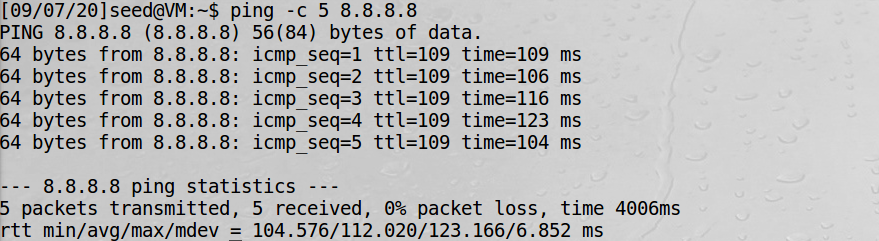 [09/07/20]seed@VM:~$ ping -c 5 8.8.8.8
PING 8.8.8.8 (8.8.8.8) 56(84) bytes of data.
64 bytes from 8.8.8.8: icmp_seq=1 ttl=109 time=109 ms
64 bytes from 8.8.8.8: icmp_seq=2 ttl=109 time=106 ms
64 bytes from 8.8.8.8: icmp_seq=3 ttl=109 time=116 ms
64 bytes from 8.8.8.8: icmp_seq=4 ttl=109 time=123 ms
64 bytes from 8.8.8.8: icmp_seq=5 ttl=109 time=104 ms

--- 8.8.8.8 ping statistics ---
5 packets transmitted, 5 received, 0% packet loss, time 4006ms
rtt min/avg/max/mdev = 104.576/112.020/123.166/6.852 ms